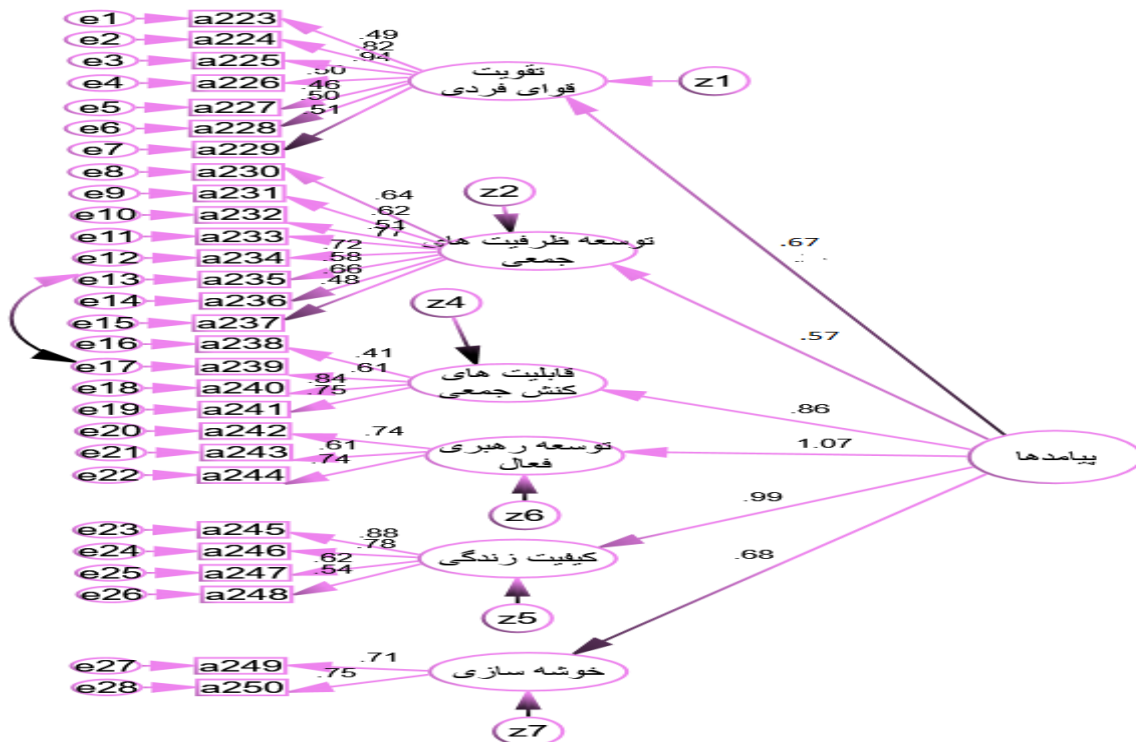 e1 a223
e2 a224
e3 a225
e4 a226
e5 a227
e6 a228
e7 a229
.49
.82
.94
.50
.46
.50
.51
تقویت
قوای فردی
z1
e8 a230
e9 a231
e10 a232
e11 a233
e12 a234
e13 a235
e14 a236
e15 a237
.64
.62
.51
.77
.72
.58
.66
.48
z2
توسعه ظرفیت های
جمعی
.67
.57
e16 a238
e17 a239
e18 a240
e19 a241
.41
.61
.84
.75
z4
قابلیت های
کنش جمعی
.86
e20 a242
e21 a243
e22 a244
.74
.61
.74
توسعه رهبری
فعال
z6
1.07
پیامدها
e23 a245
e24 a246
e25 a247
e26 a248
.88
.78
.62
.54
کیفیت زندگی
z5
.99
.68
e27 a249
e28 a250
.71
.75
خوشه سازی
z7